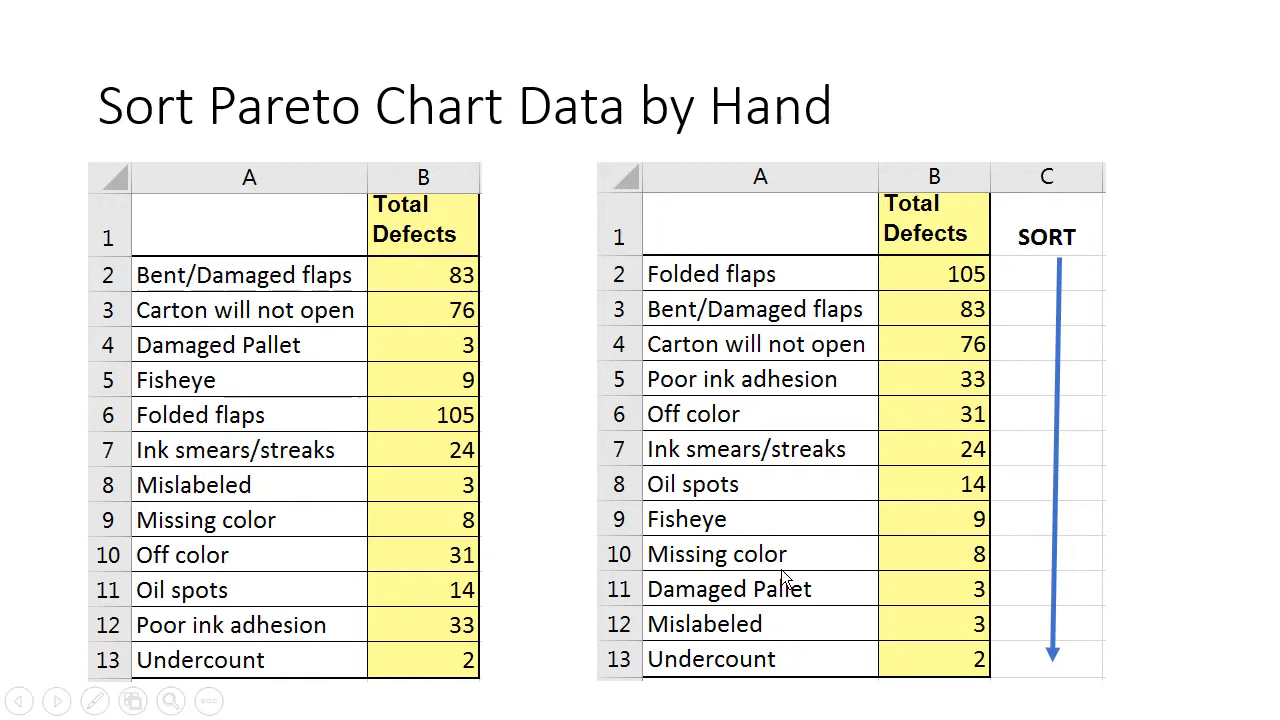 Sort Pareto Chart Data by Hand
A B
1 Total Defects
2 Bent/Damaged flaps 83
3 Carton will not open 76
4 Damaged Pallet 3
5 Fisheye 9
6 Folded flaps 105
7 Ink smears/streaks 24
8 Mislabeled 3
9 Missing color 8
10 Off color 31
11 Oil spots 14
12 Poor ink adhesion 33
13 Undercount 2
A B C
1 Total Defects SORT
2 Folded flaps 105
3 Bent/Damaged flaps 83
4 Carton will not open 76
5 Poor ink adhesion 33
6 Off color 31
7 Ink smears/streaks 24
8 Oil spots 14
9 Fisheye 9
10 Missing color 8
11 Damaged Pallet 3
12 Mislabeled 3
13 Undercount 2